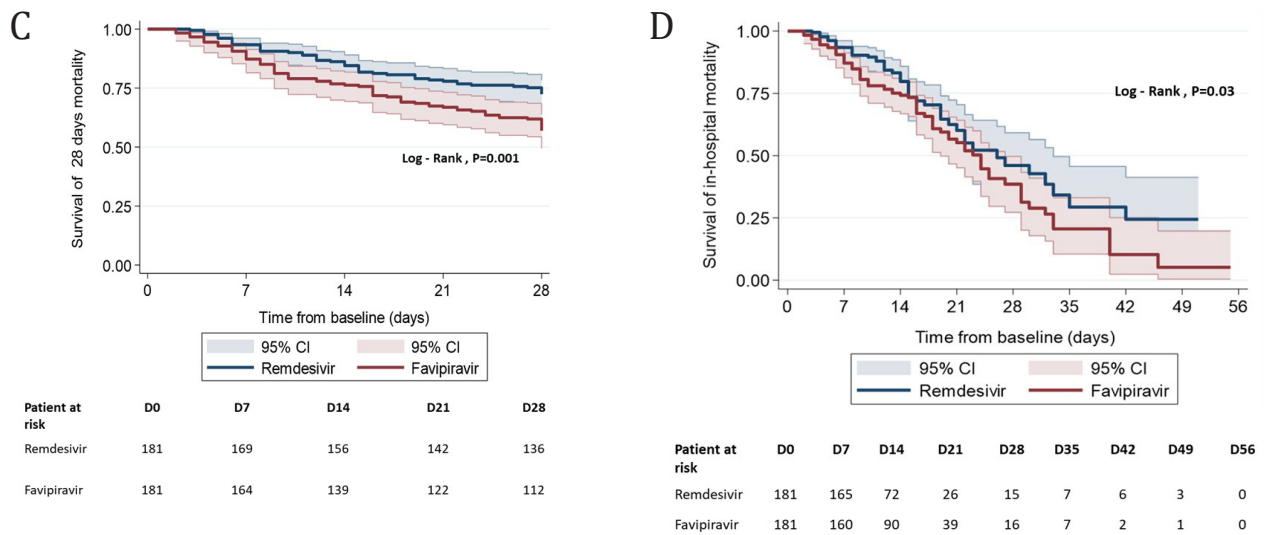 C
Survival of 28 days mortality
1.00
0.75
0.50
0.25
0.00
Log - Rank , P=0.001
0 7 14 21 28
Time from baseline (days)
95% CI 95% CI
Remdesivir Favipiravir
Patient at risk D0 D7 D14 D21 D28
Remdesivir 181 169 156 142 136
Favipiravir 181 164 139 122 112
D
Survival of in-hospital mortality
1.00
0.75
0.50
0.25
0.00
Log - Rank , P=0.03
0 7 14 21 28 35 42 49 56
Time from baseline (days)
95% CI 95% CI
Remdesivir Favipiravir
Patient at risk D0 D7 D14 D21 D28 D35 D42 D49 D56
Remdesivir 181 165 72 26 15 7 6 3 0
Favipiravir 181 160 90 39 16 7 2 1 0